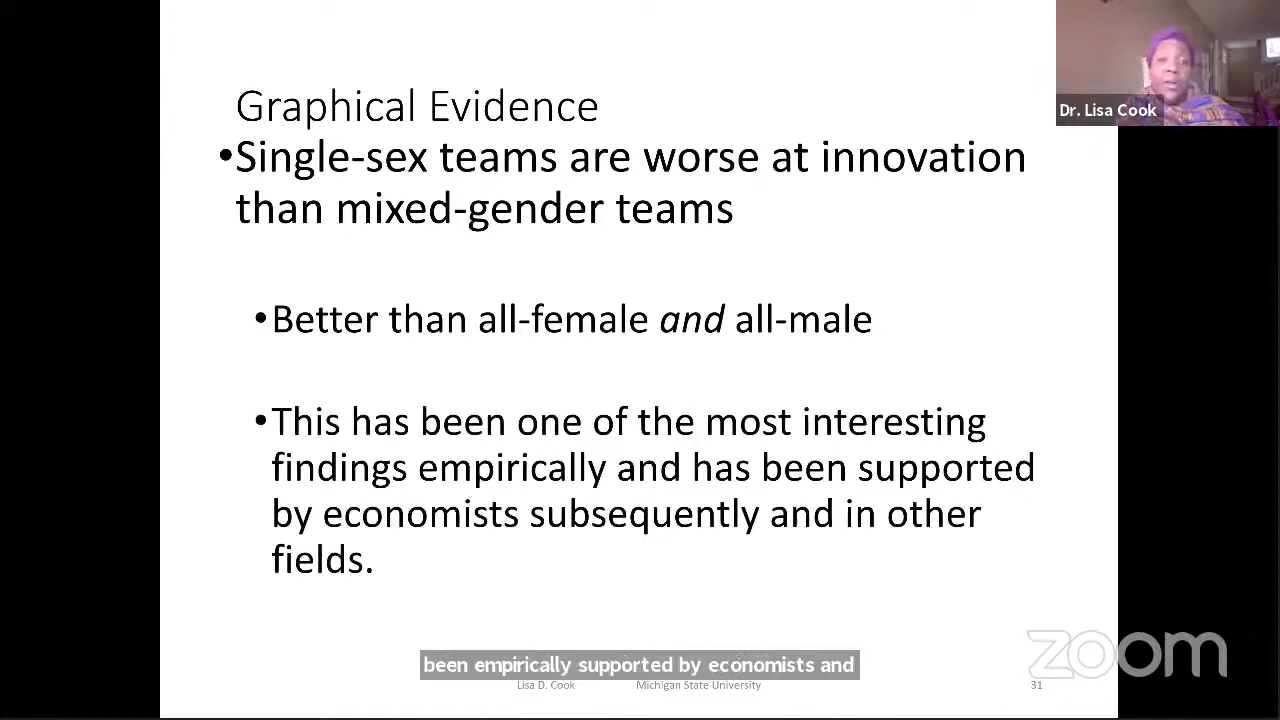 Graphical Evidence
•Single-sex teams are worse at innovation
than mixed-gender teams
•Better than all-female and all-male
•This has been one of the most interesting
findings empirically and has been supported
by economists subsequently and in other
fields.
Dr. Lisa Cook
been empirically supported by economists and
Lisa D. Cook Michigan State University 31
zoom